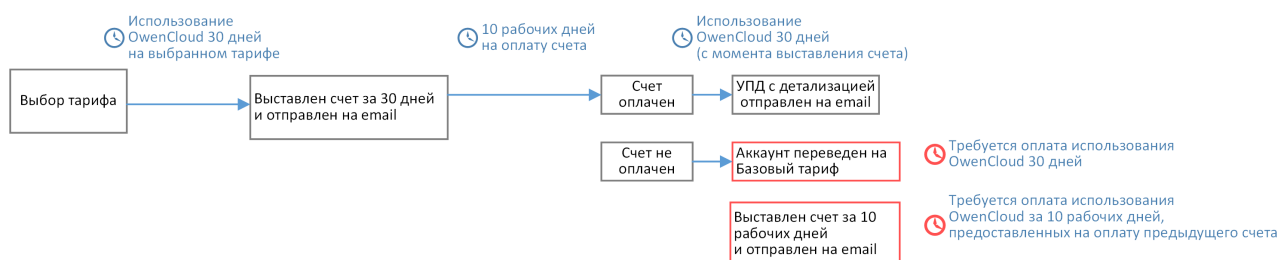 Использование
OwenCloud 30 дней
на выбранном тарифе
10 рабочих дней
на оплату счета
Использование
OwenCloud 30 дней
(с момента выставления счета)
Выбор тарифа
Выставлен счет за 30 дней
и отправлен на email
Счет
оплачен
УПД с детализацией
отправлен на email
Счет не
оплачен
Аккаунт переведен на
Базовый тариф
Требуется оплата использования
OwenCloud 30 дней
Выставлен счет за 10
рабочих дней
и отправлен на email
Требуется оплата использования
OwenCloud за 10 рабочих дней,
предоставленных на оплату предыдущего счета